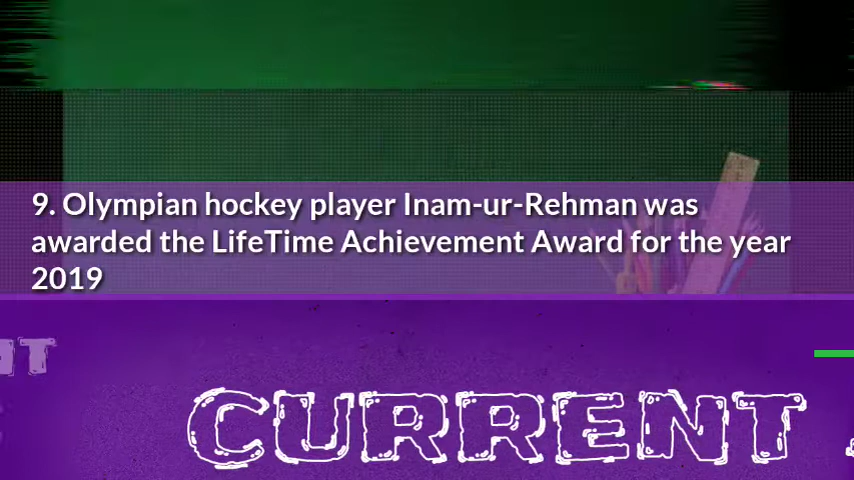 9. Olympian hockey player Inam-ur-Rehman was
awarded the LifeTime Achievement Award for the year
2019
CURRENT